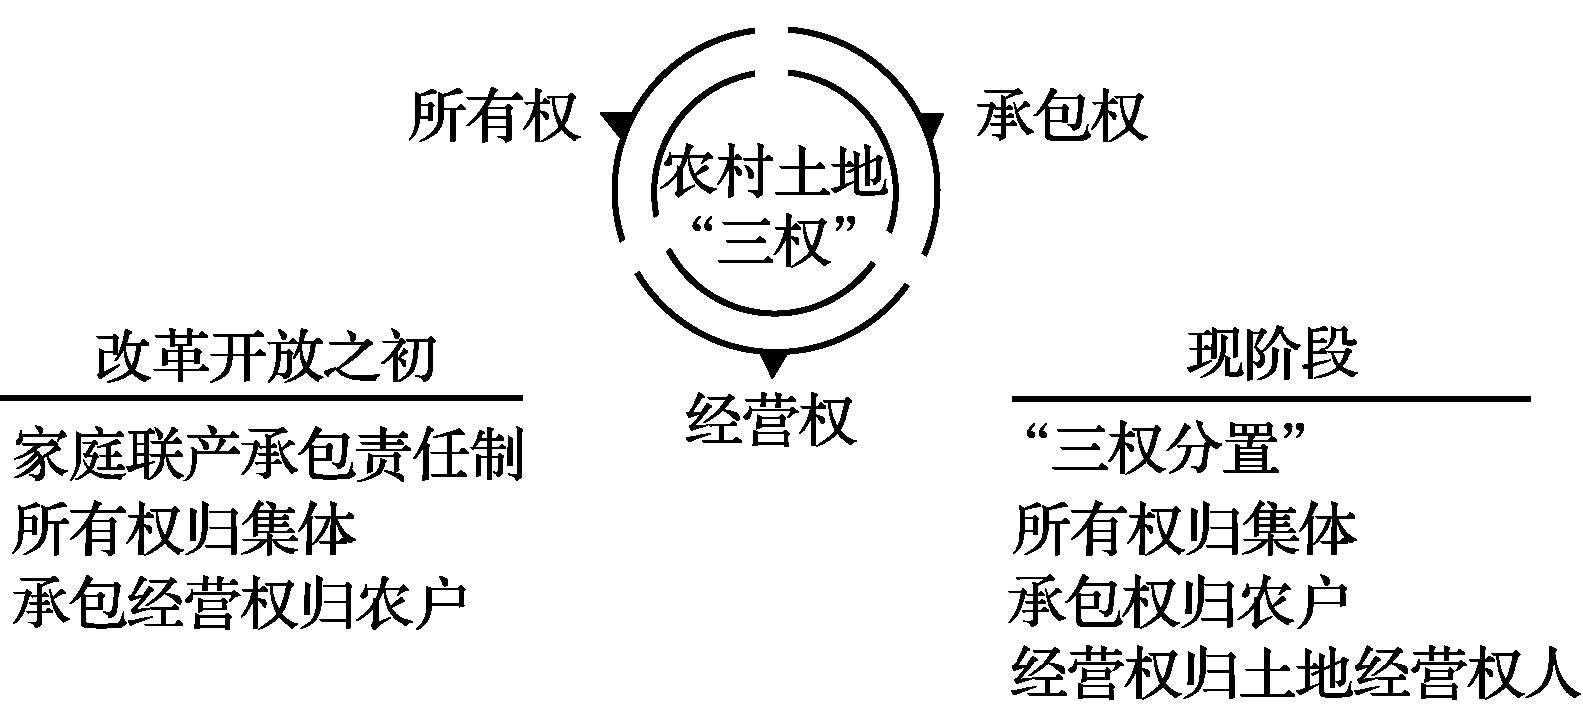 所有权
承包权
农村土地
“三权”
经营权
改革开放之初
家庭联产承包责任制
所有权归集体
承包经营权归农户
现阶段
“三权分置”
所有权归集体
承包权归农户
经营权归土地经营权人